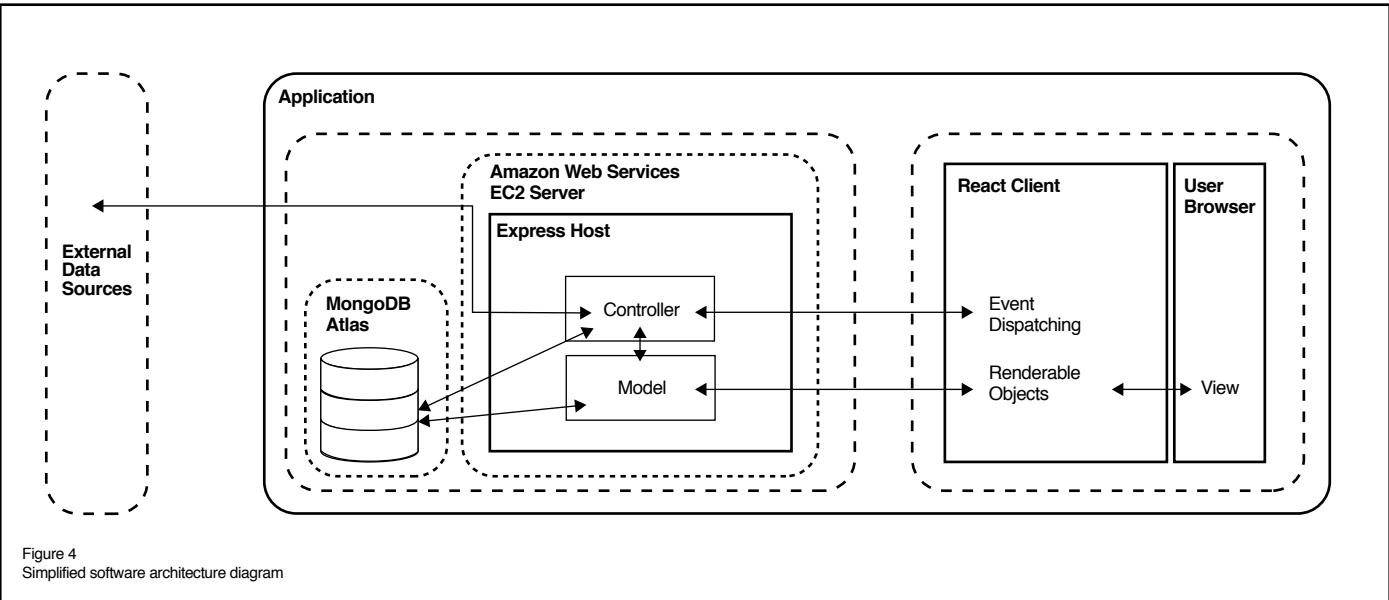 Application
External
Data
Sources
MongoDB
Atlas
Amazon Web Services
EC2 Server
Express Host
Controller
Model
React Client
Event
Dispatching
Renderable
Objects
User
Browser
View
Figure 4
Simplified software architecture diagram